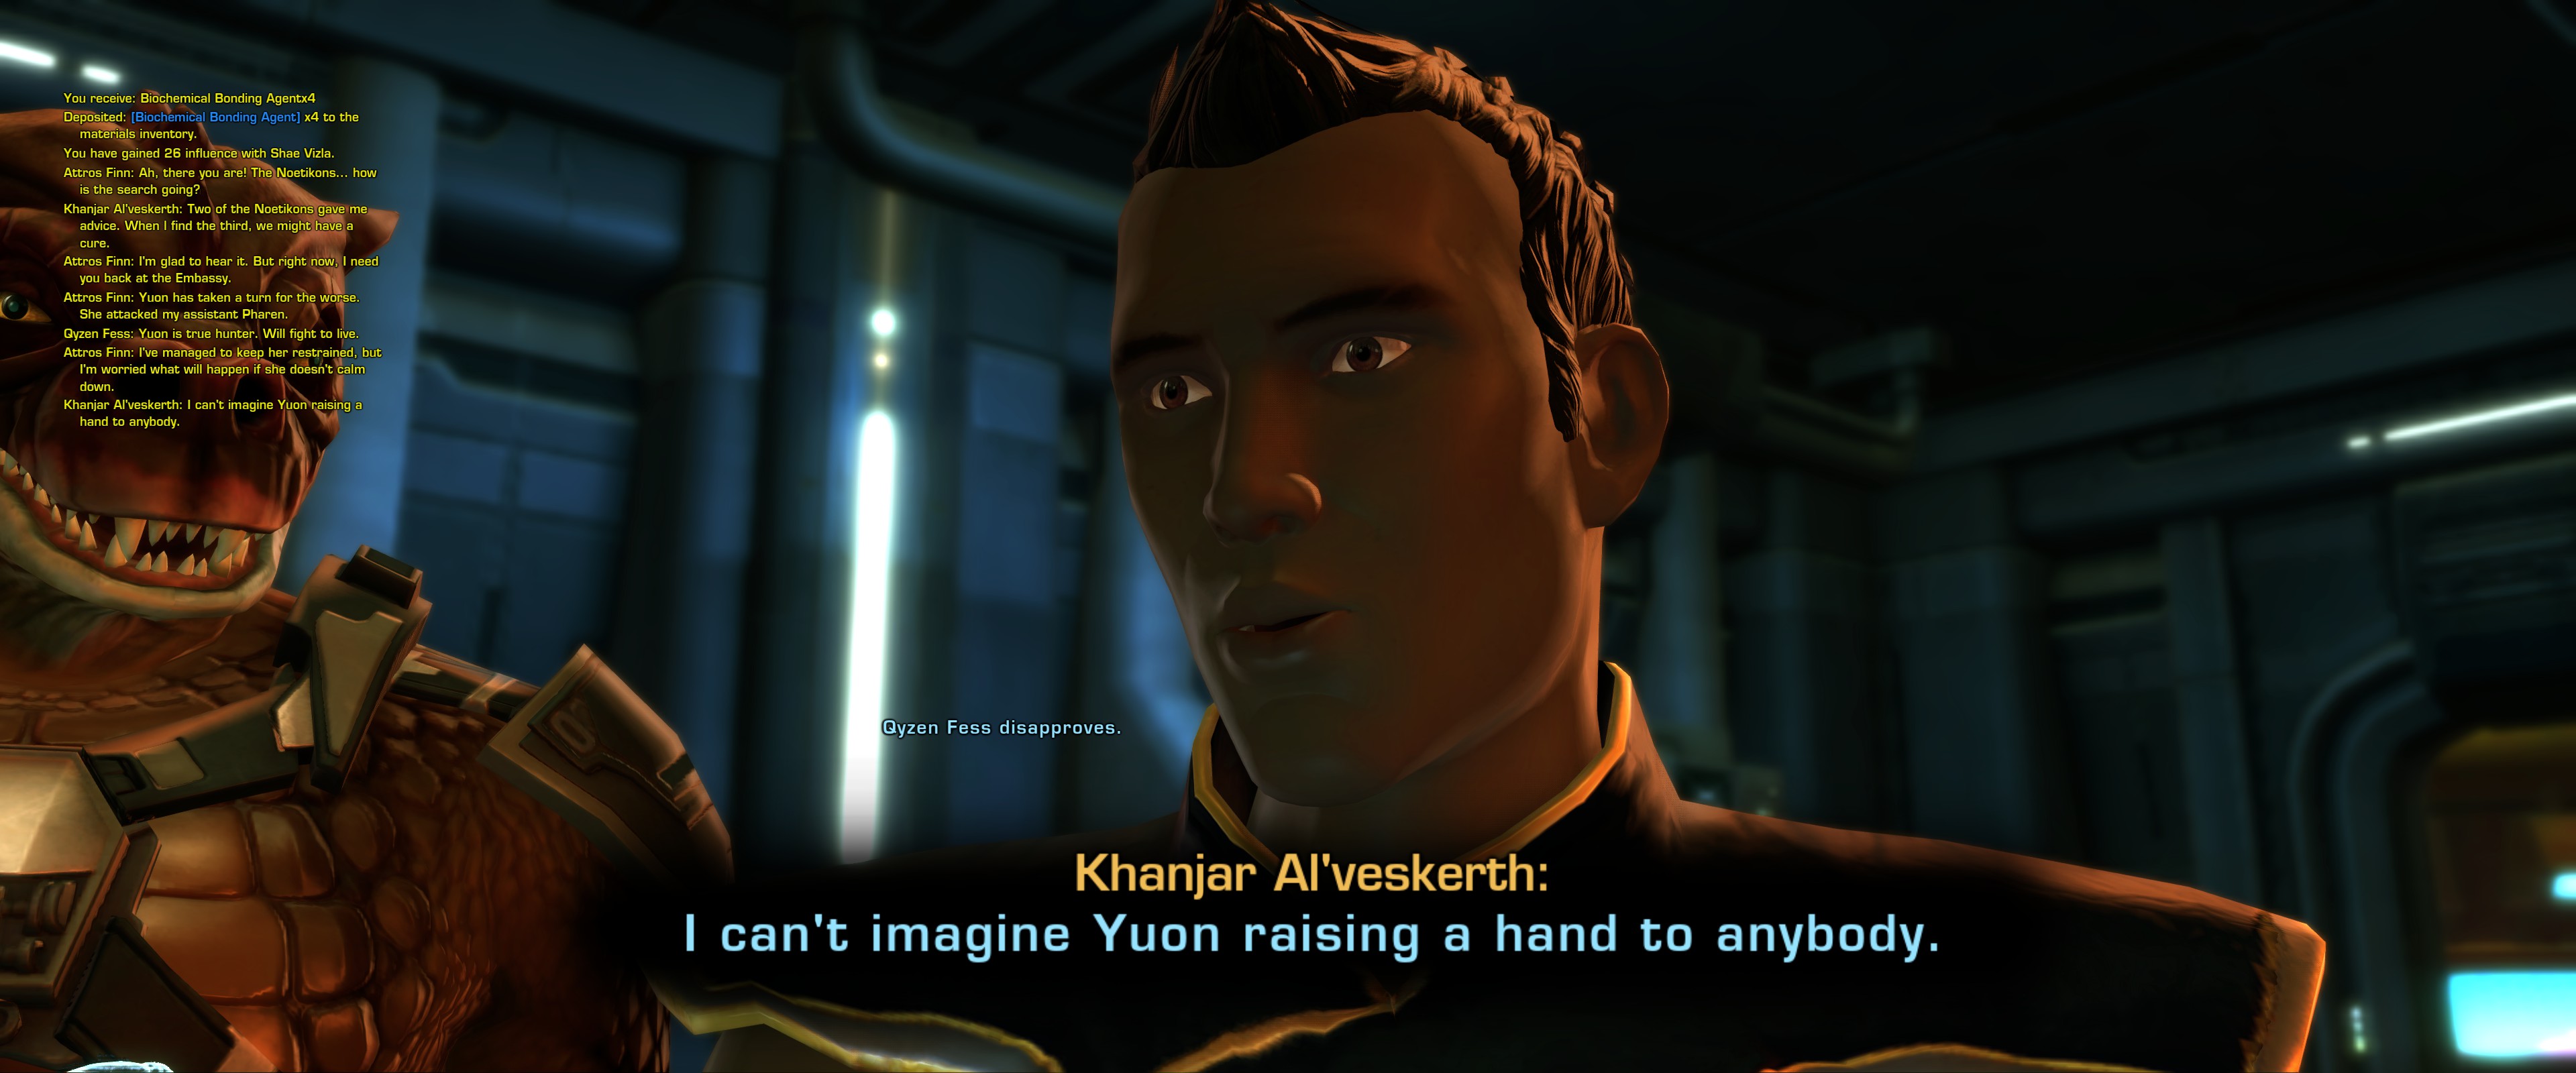 You receive: Biochemical Bonding Agentx4
Deposited: [Biochemical Bonding Agent] x4 to the
materials inventory.
You have gained 26 influence with Shae Vizla.
Attros Finn: Ah, there you are! The Noetikons... how
is the search going?
Khanjar Al'veskerth: Two of the Noetikons gave me
advice. When I find the third, we might have a
cure.
Attros Finn: I'm glad to hear it. But right now, I need
you back at the Embassy.
Attros Finn: Yuon has taken a turn for the worse.
She attacked my assistant Pharen.
Qyzen Fess: Yuon is true hunter. Will fight to live.
Attros Finn: I've managed to keep her restrained, but
I'm worried what will happen if she doesn't calm
down.
Khanjar Al'veskerth: I can't imagine Yuon raising a
hand to anybody.
Qyzen Fess disapproves.
Khanjar Al'veskerth:
I can't imagine Yuon raising a hand to anybody.